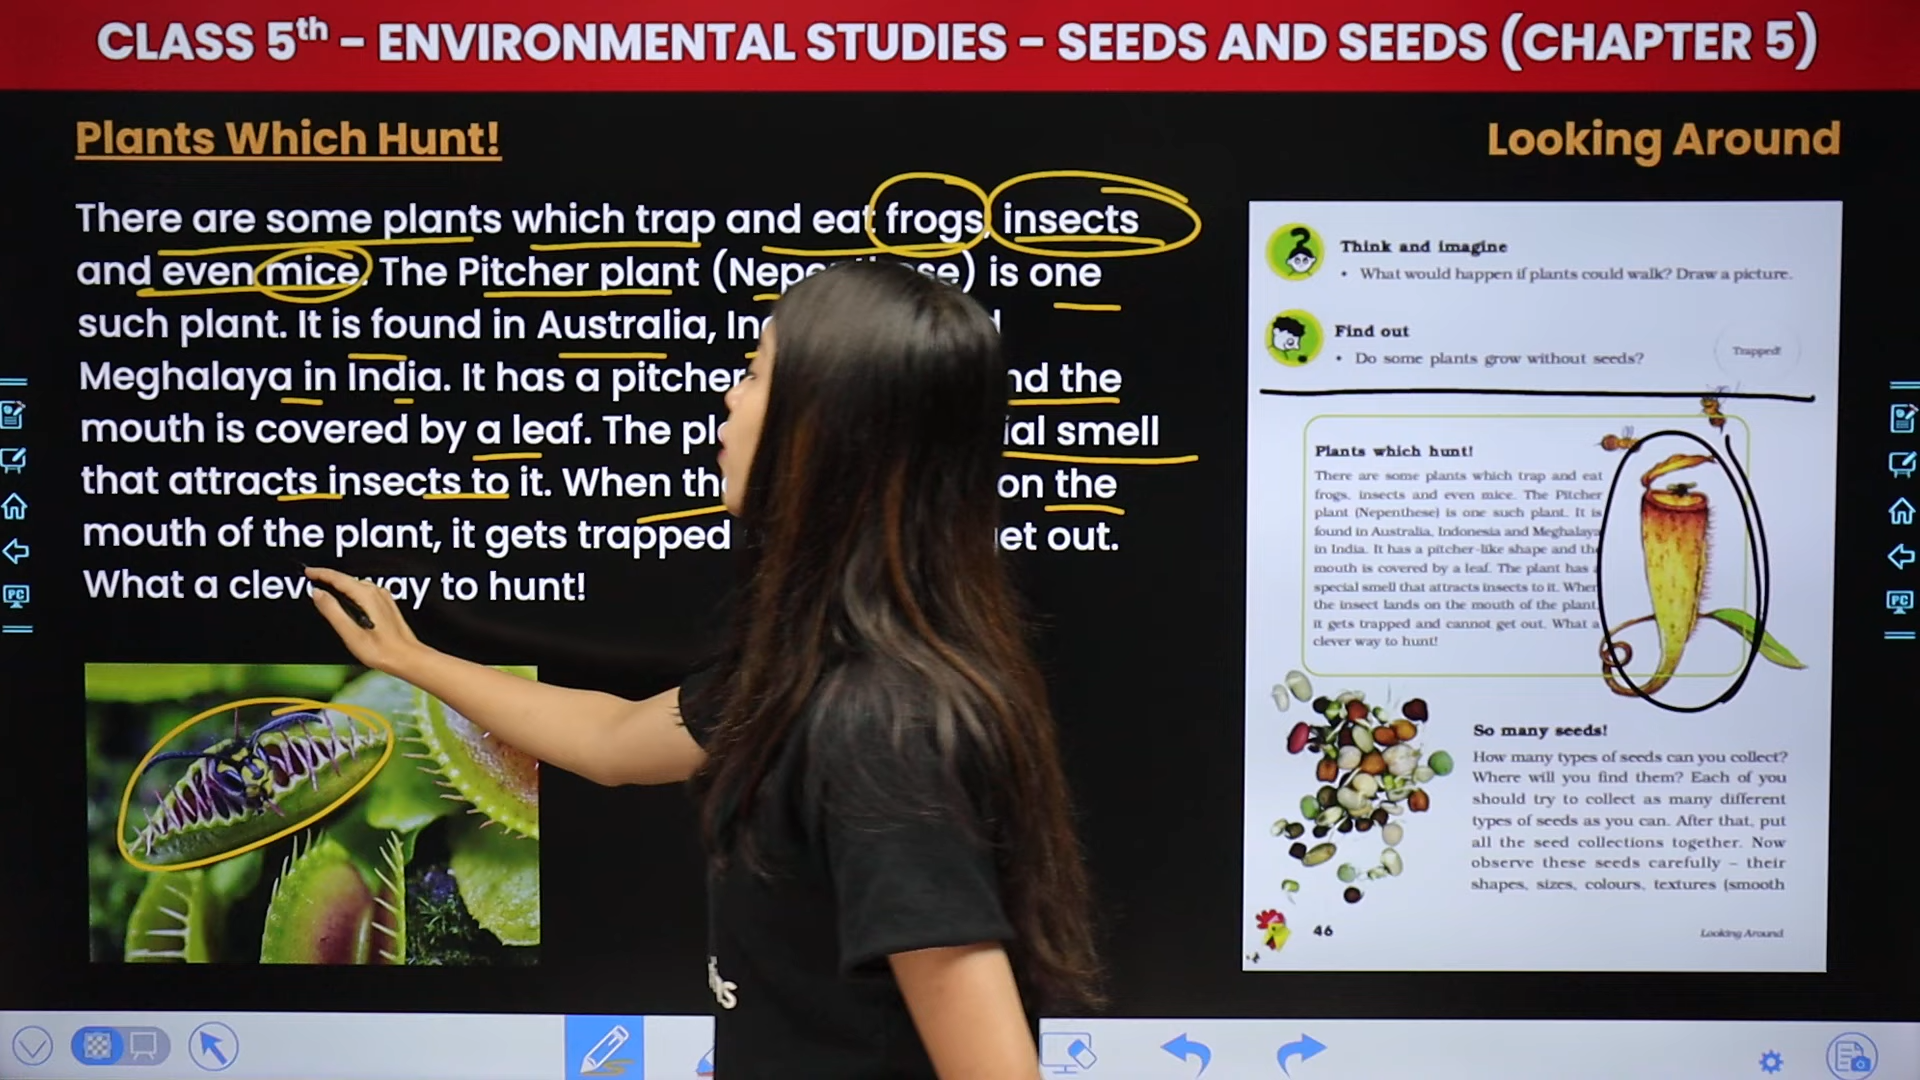 CLASS 5th - ENVIRONMENTAL STUDIES - SEEDS AND SEEDS (CHAPTER 5)
Plants Which Hunt!
There are some plants which trap and eat frogs, insects
and even mice. The Pitcher plant (Nepenthese) is one
such plant. It is found in Australia,
Meghalaya in India. It has a pitcher and the
mouth is covered by a leaf. The smell
that attracts insects to it. When on the
mouth of the plant, it gets trapped get out.
What a clever way to hunt!
Looking Around
Think and imagine
• What would happen if plants could walk? Draw a picture.
Find out
• Do some plants grow without seeds?
Trapped!
Plants which hunt!
There are some plants which trap and eat
frogs, insects and even mice. The Pitcher
plant (Nepenthese) is one such plant. It is
found in Australia, Indonesia and Meghalaya
in India. It has a pitcher-like shape and the
mouth is covered by a leaf. The plant has a
special smell that attracts insects to it. When
the insect lands on the mouth of the plant,
it gets trapped and cannot get out. What a
clever way to hunt!
So many seeds!
How many types of seeds can you collect?
Where will you find them? Each of you
should try to collect as many different
types of seeds as you can. After that, put
all the seed collections together. Now
observe these seeds carefully – their
shapes, sizes, colours, textures (smooth
46
Looking Around
PC
PC